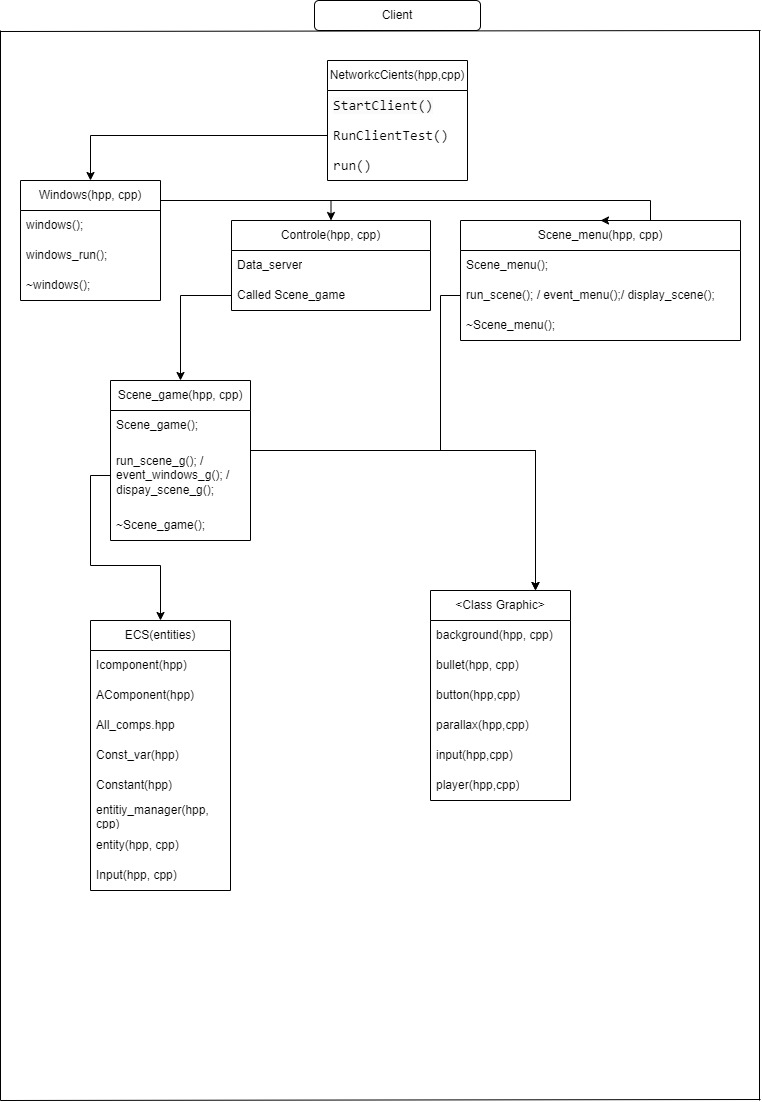 Client
NetworkcCients(hpp,cpp)
StartClient()
RunClientTest()
run()
Windows(hpp, cpp)
windows();
windows_run();
~windows();
Controle(hpp, cpp)
Data_server
Called Scene_game
Scene_menu(hpp, cpp)
Scene_menu();
run_scene(); / event_menu();/ display_scene();
~Scene_menu();
Scene_game(hpp, cpp)
Scene_game();
run_scene_g(); /
event_windows_g(); /
dispay_scene_g();
~Scene_game();
ECS(entities)
Icomponent(hpp)
AComponent(hpp)
All_comps.hpp
Const_var(hpp)
Constant(hpp)
entitiy_manager(hpp,
cpp)
entity(hpp, cpp)
Input(hpp, cpp)
<Class Graphic>
background(hpp, cpp)
bullet(hpp, cpp)
button(hpp,cpp)
parallax(hpp,cpp)
input(hpp,cpp)
player(hpp,cpp)